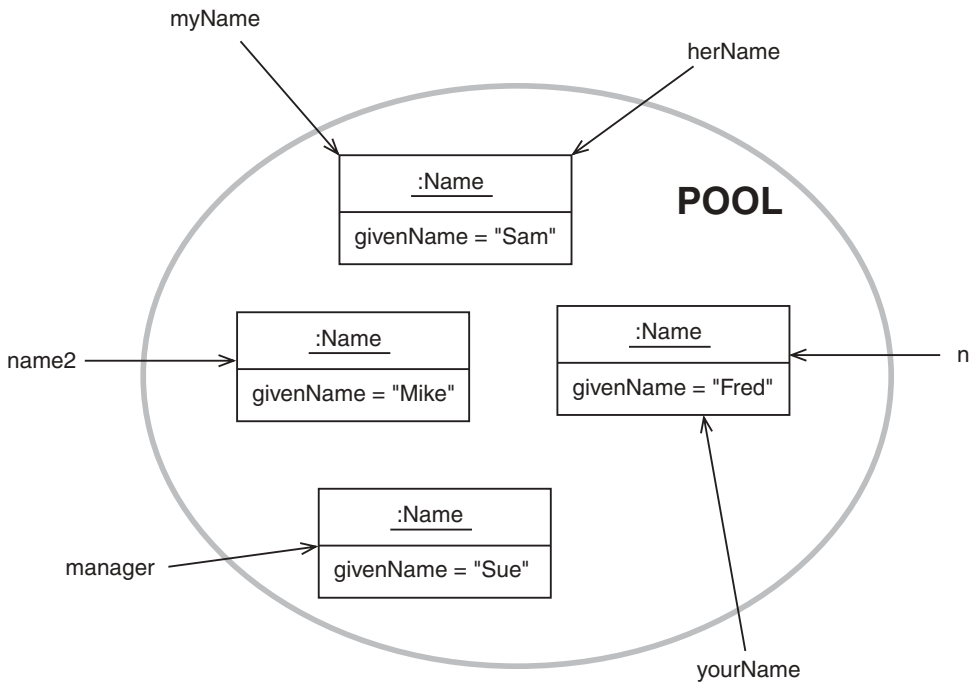 myName
herName
:Name
POOL
givenName = "Sam"
:Name
:Name
name2
n
givenName = "Mike"
givenName = "Fred"
:Name
manager
givenName = "Sue"
yourName